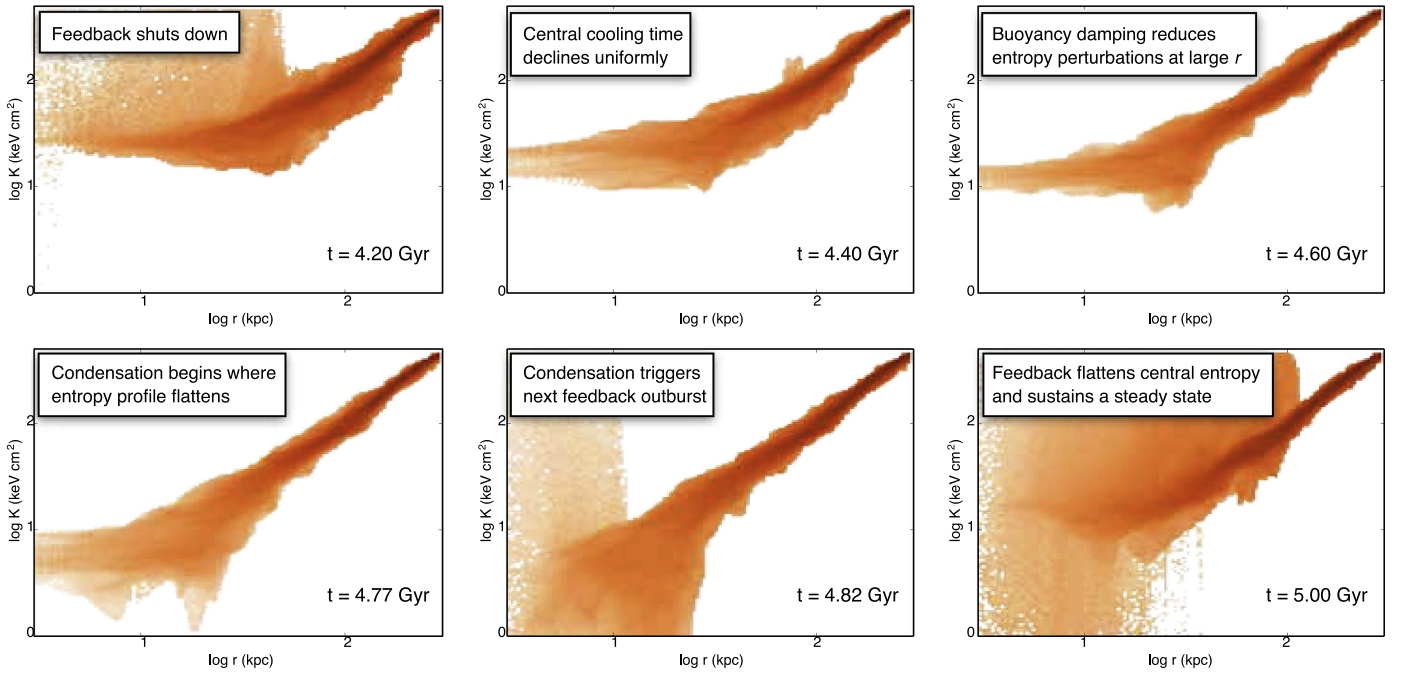 Feedback shuts down
log K (keV cm²)
2
1
0
t = 4.20 Gyr
1
2
log r (kpc)
Central cooling time
declines uniformly
log K (keV cm²)
2
1
0
t = 4.40 Gyr
1
2
log r (kpc)
Buoyancy damping reduces
entropy perturbations at large r
log K (keV cm²)
2
1
0
t = 4.60 Gyr
1
2
log r (kpc)
Condensation begins where
entropy profile flattens
log K (keV cm²)
2
1
0
t = 4.77 Gyr
1
2
log r (kpc)
Condensation triggers
next feedback outburst
log K (keV cm²)
2
1
0
t = 4.82 Gyr
1
2
log r (kpc)
Feedback flattens central entropy
and sustains a steady state
log K (keV cm²)
2
1
0
t = 5.00 Gyr
1
2
log r (kpc)